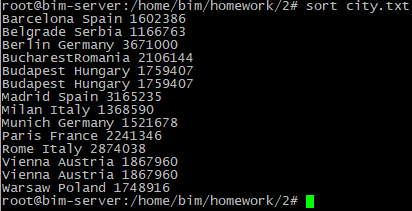 root@bim-server:/home/bim/homework/2# sort city.txt
Barcelona Spain 1602386
Belgrade Serbia 1166763
Berlin Germany 3671000
BucharestRomania 2106144
Budapest Hungary 1759407
Budapest Hungary 1759407
Madrid Spain 3165235
Milan Italy 1368590
Munich Germany 1521678
Paris France 2241346
Rome Italy 2874038
Vienna Austria 1867960
Vienna Austria 1867960
Warsaw Poland 1748916
root@bim-server:/home/bim/homework/2#